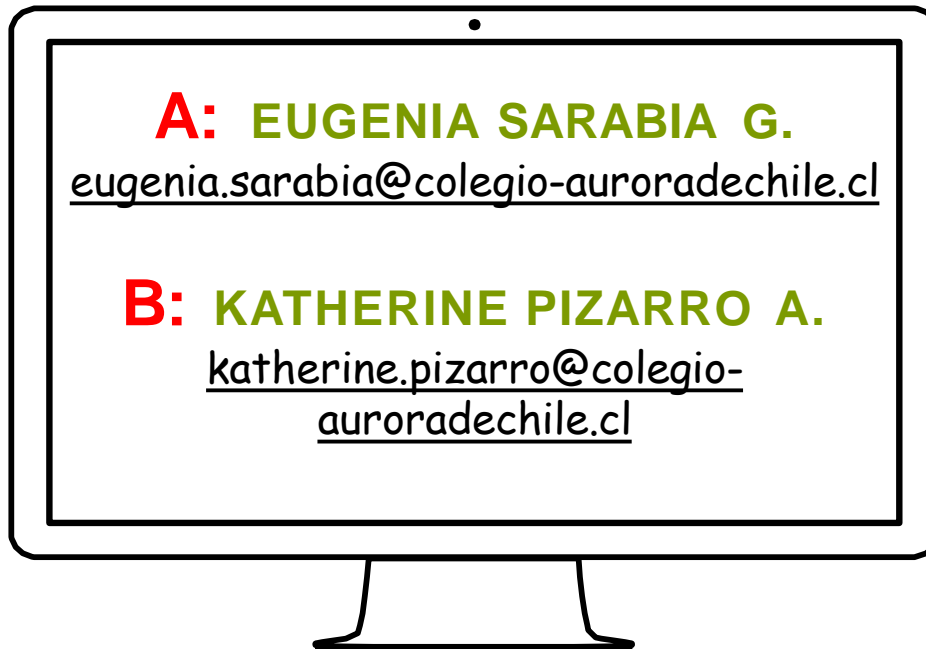 A: EUGENIA SARABIA G.
eugenia.sarabia@colegio-auroradechile.cl
B: KATHERINE PIZARRO A.
katherine.pizarro@colegio-
auroradechile.cl